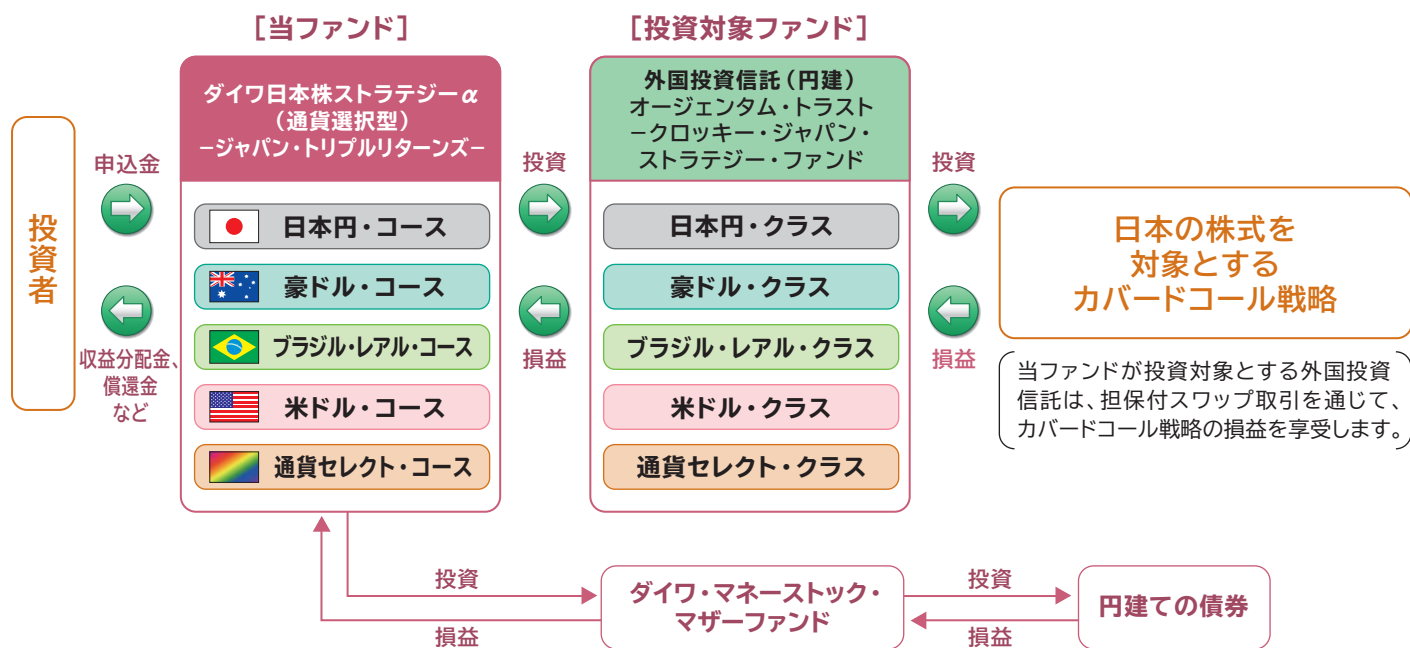 ［当ファンド］
［投資対象ファンド］
投資者
申込金
収益分配金、
償還金
など
ダイワ日本株ストラテジーα
（通貨選択型）
－ジャパン・トリプルリターンズ－
日本円・コース
豪ドル・コース
ブラジル・レアル・コース
米ドル・コース
通貨セレクト・コース
投資
損益
外国投資信託（円建）
オージェンタム・トラスト
－クロッキー・ジャパン・
ストラテジー・ファンド
日本円・クラス
豪ドル・クラス
ブラジル・レアル・クラス
米ドル・クラス
通貨セレクト・クラス
投資
損益
日本の株式を
対象とする
カバードコール戦略
当ファンドが投資対象とする外国投資
信託は、担保付スワップ取引を通じて、
カバードコール戦略の損益を享受します。
投資
損益
ダイワ・マネーストック・
マザーファンド
投資
損益
円建ての債券